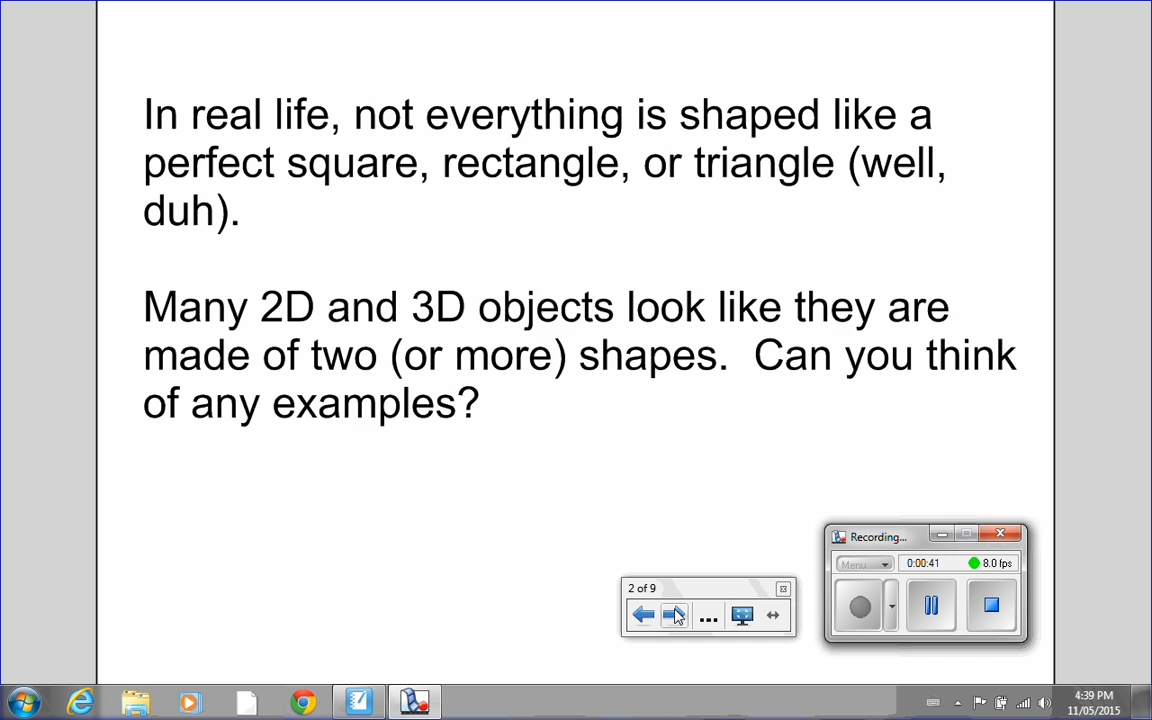 In real life, not everything is shaped like a
perfect square, rectangle, or triangle (well,
duh).
Many 2D and 3D objects look like they are
made of two (or more) shapes.  Can you think
of any examples?
Recording...
Menu
0:00:41
8.0 fps
2 of 9
...
4:39 PM
11/05/2015